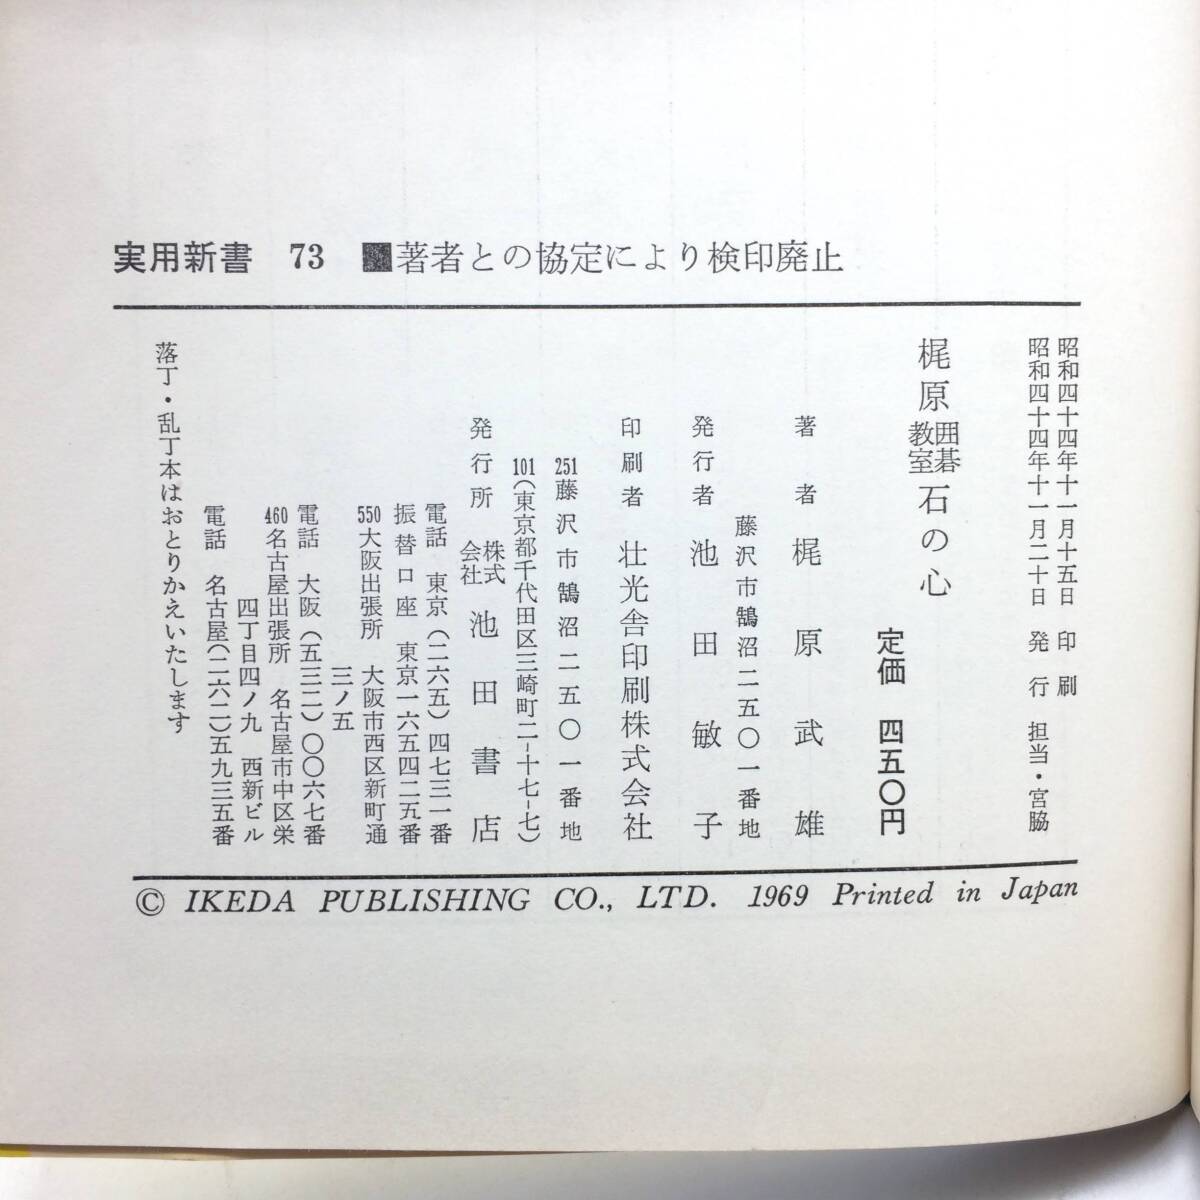 実用新書 73 ■著者との協定により検印廃止
昭和四十四年十一月十五日 印刷
昭和四十四年十一月二十日 発行 担当・宮脇
梶原囲碁教室 石の心
定価 四五〇円
著者 梶原武雄
藤沢市鵠沼二五〇一番地
発行者 池田敏子
印刷者 壮光舎印刷株式会社
251藤沢市鵠沼二五〇一番地
101(東京都千代田区三崎町二-十七-七)
発行所 株式会社 池田書店
電話 東京(二六五)四七三一番
振替口座 東京一六五四二五番
550大阪出張所 大阪市西区新町通
三ノ五
電話 大阪(五三二)〇〇六七番
460名古屋出張所 名古屋市中区栄
四丁目四ノ九 西新ビル
電話 名古屋(二六二)五九三五番
落丁・乱丁本はおとりかえいたします
© IKEDA PUBLISHING CO., LTD. 1969 Printed in Japan